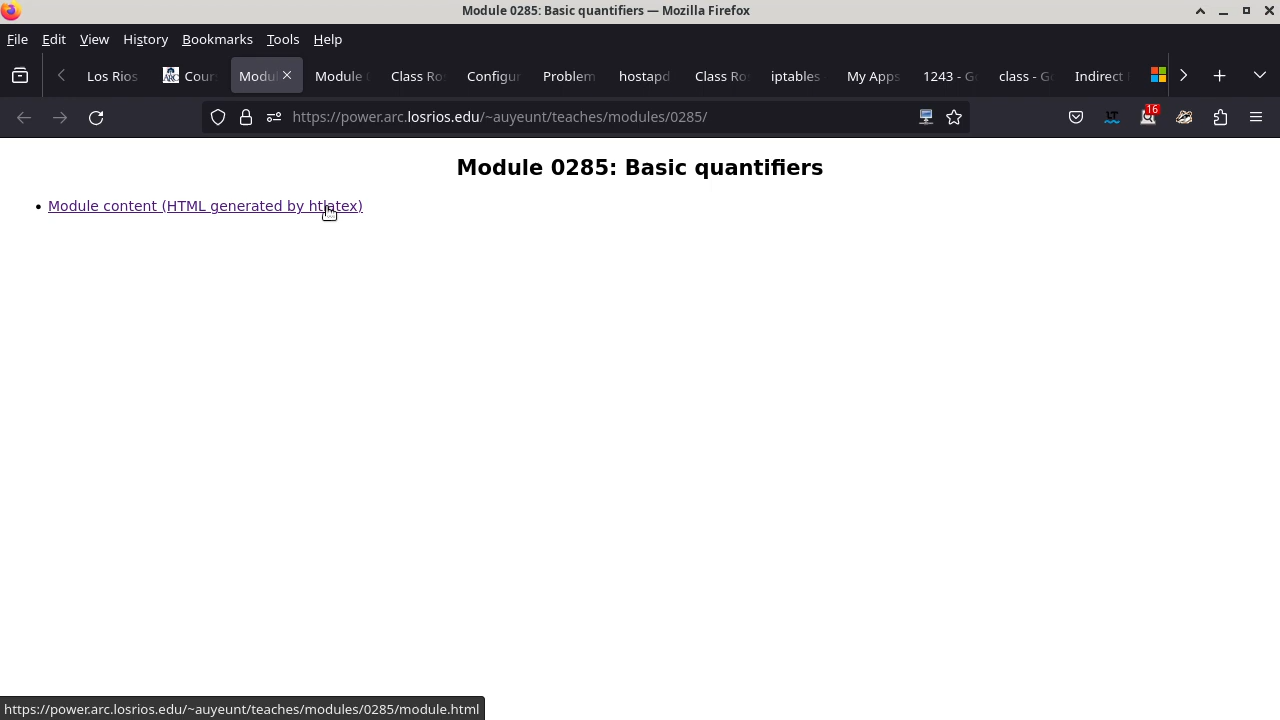 Module 0285: Basic quantifiers — Mozilla Firefox
File Edit View History Bookmarks Tools Help
Los Rios Cour Modul Module Class Ro Configur Problem hostapd Class Ro iptables My Apps 1243 - G class - G Indirect
https://power.arc.losrios.edu/~auyeunt/teaches/modules/0285/
16
Module 0285: Basic quantifiers
• Module content (HTML generated by htlatex)
https://power.arc.losrios.edu/~auyeunt/teaches/modules/0285/module.html